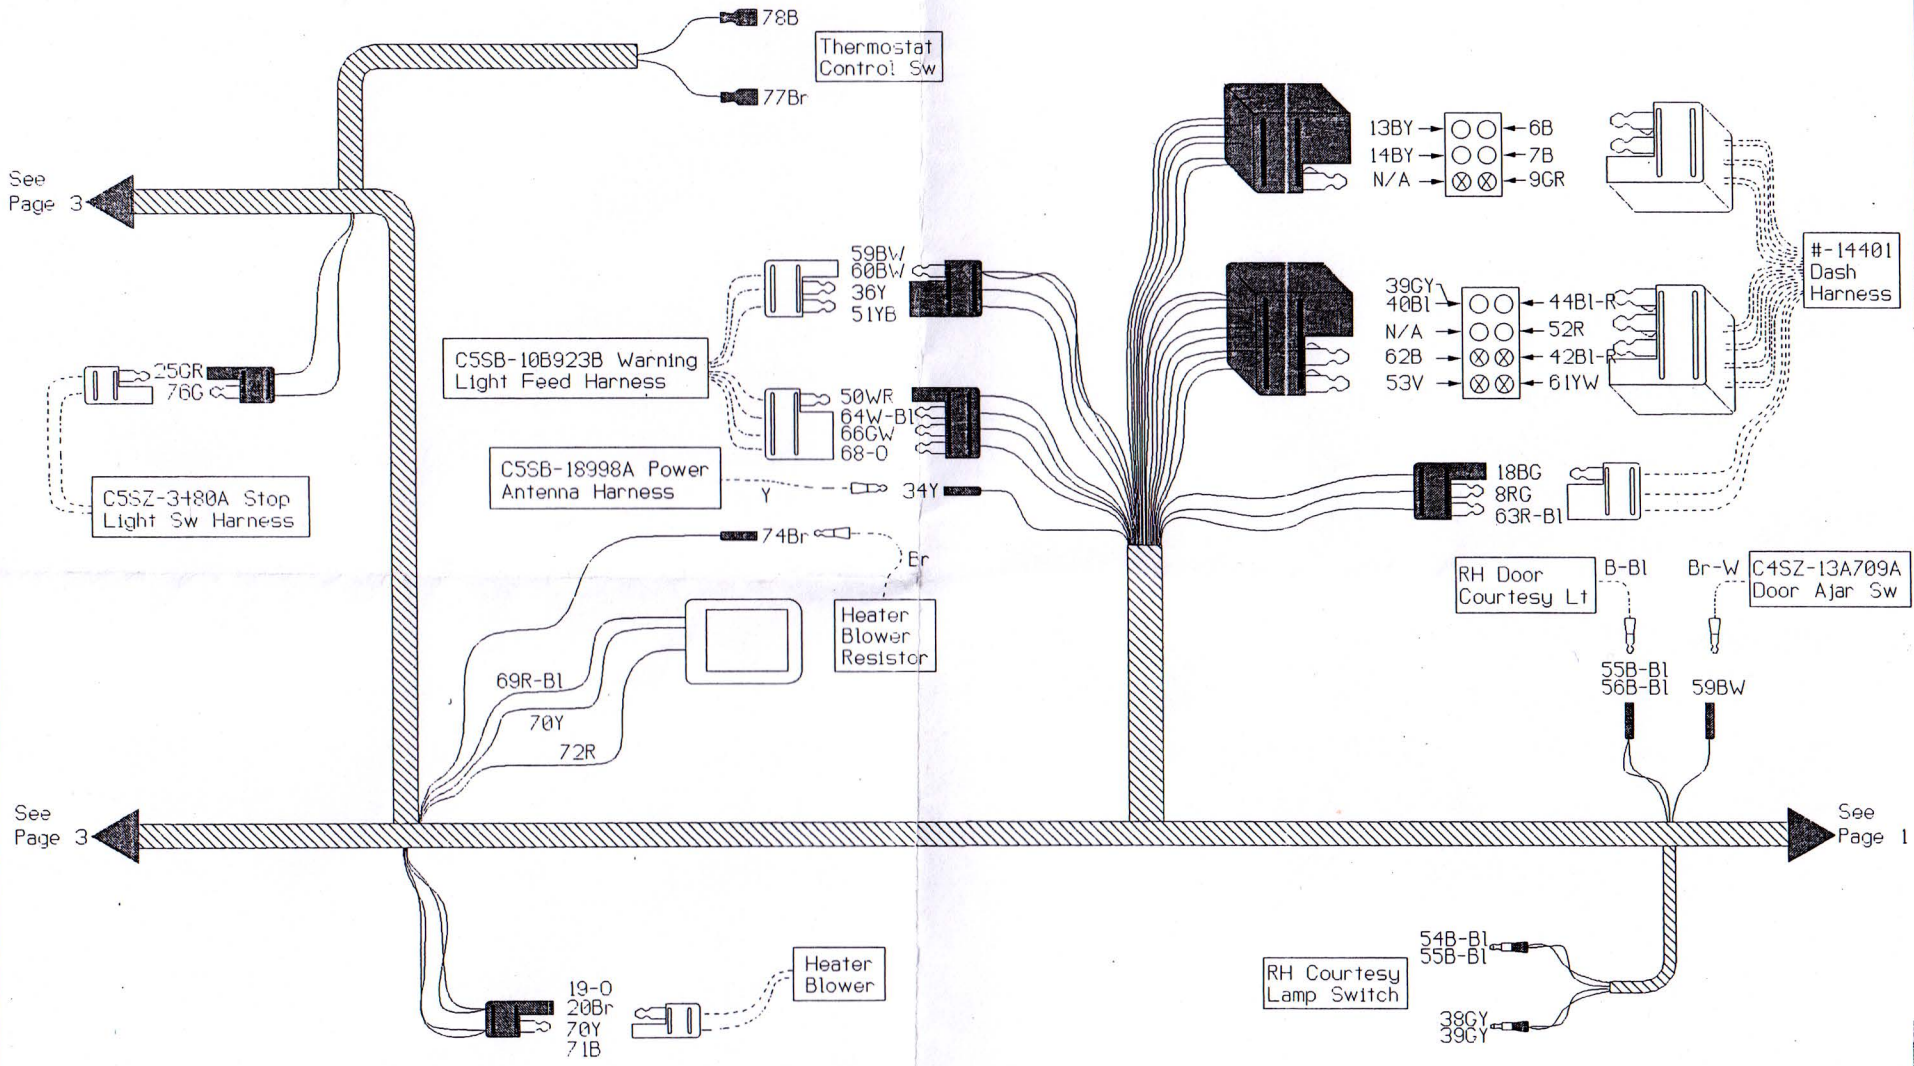 78B
Thermostat
Control Sw
77Br
See
Page 3
25GR
76G
C5SZ-3480A Stop
Light Sw Harness
59BW
60BW
36Y
51YB
C5SB-10B923B Warning
Light Feed Harness
50WR
64W-Bl
66GW
68-O
C5SB-18998A Power
Antenna Harness
Y
34Y
74Br
Br
Heater
Blower
Resistor
69R-Bl
70Y
72R
13BY
6B
14BY
7B
N/A
9GR
39GY
40Bl
44Bl-R
N/A
52R
62B
42Bl-R
53V
61YW
#-14401
Dash
Harness
18BG
8RG
63R-Bl
RH Door
Courtesy Lt
B-Bl
Br-W
C4SZ-13A709A
Door Ajar Sw
55B-Bl
56B-Bl
59BW
See
Page 3
See
Page 1
19-O
20Br
70Y
71B
Heater
Blower
RH Courtesy
Lamp Switch
54B-Bl
55B-Bl
38GY
39GY